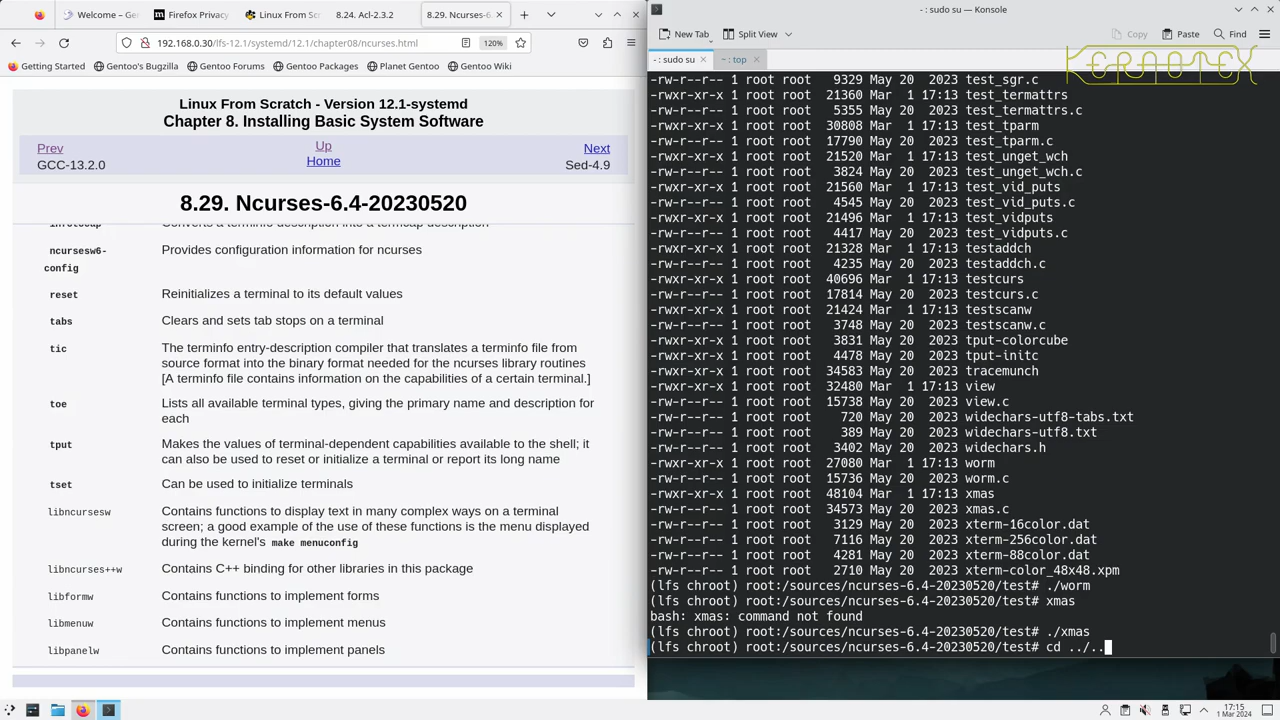 Welcome – Ge
Firefox Privacy
Linux From Scr
8.24. Acl-2.3.2
8.29. Ncurses-6.
192.168.0.30/lfs-12.1/systemd/12.1/chapter08/ncurses.html
120%
Getting Started
Gentoo's Bugzilla
Gentoo Forums
Gentoo Packages
Planet Gentoo
Gentoo Wiki
Linux From Scratch - Version 12.1-systemd
Chapter 8. Installing Basic System Software
Prev
Up
Next
GCC-13.2.0
Home
Sed-4.9
8.29. Ncurses-6.4-20230520
infotocap Converts a terminfo description into a termcap description
ncursesw6- Provides configuration information for ncurses
config
reset Reinitializes a terminal to its default values
tabs Clears and sets tab stops on a terminal
tic The terminfo entry-description compiler that translates a terminfo file from
source format into the binary format needed for the ncurses library routines
[A terminfo file contains information on the capabilities of a certain terminal.]
toe Lists all available terminal types, giving the primary name and description for
each
tput Makes the values of terminal-dependent capabilities available to the shell; it
can also be used to reset or initialize a terminal or report its long name
tset Can be used to initialize terminals
libncursesw Contains functions to display text in many complex ways on a terminal
screen; a good example of the use of these functions is the menu displayed
during the kernel's make menuconfig
libncurses++w Contains C++ binding for other libraries in this package
libformw Contains functions to implement forms
libmenuw Contains functions to implement menus
libpanelw Contains functions to implement panels
- : sudo su — Konsole
New Tab
Split View
Copy
Paste
Find
- : sudo su
~ : top
KERNOTEX
-rw-r--r-- 1 root root 9329 May 20 2023 test_sgr.c
-rwxr-xr-x 1 root root 21360 Mar 1 17:13 test_termattrs
-rw-r--r-- 1 root root 5355 May 20 2023 test_termattrs.c
-rwxr-xr-x 1 root root 30808 Mar 1 17:13 test_tparm
-rw-r--r-- 1 root root 17790 May 20 2023 test_tparm.c
-rwxr-xr-x 1 root root 21520 Mar 1 17:13 test_unget_wch
-rw-r--r-- 1 root root 3824 May 20 2023 test_unget_wch.c
-rwxr-xr-x 1 root root 21560 Mar 1 17:13 test_vid_puts
-rw-r--r-- 1 root root 4545 May 20 2023 test_vid_puts.c
-rwxr-xr-x 1 root root 21496 Mar 1 17:13 test_vidputs
-rw-r--r-- 1 root root 4417 May 20 2023 test_vidputs.c
-rwxr-xr-x 1 root root 21328 Mar 1 17:13 testaddch
-rw-r--r-- 1 root root 4235 May 20 2023 testaddch.c
-rwxr-xr-x 1 root root 40696 Mar 1 17:13 testcurs
-rw-r--r-- 1 root root 17814 May 20 2023 testcurs.c
-rwxr-xr-x 1 root root 21424 Mar 1 17:13 testscanw
-rw-r--r-- 1 root root 3748 May 20 2023 testscanw.c
-rwxr-xr-x 1 root root 3831 May 20 2023 tput-colorcube
-rwxr-xr-x 1 root root 4478 May 20 2023 tput-initc
-rwxr-xr-x 1 root root 34583 May 20 2023 tracemunch
-rwxr-xr-x 1 root root 32480 Mar 1 17:13 view
-rw-r--r-- 1 root root 15738 May 20 2023 view.c
-rw-r--r-- 1 root root 720 May 20 2023 widechars-utf8-tabs.txt
-rw-r--r-- 1 root root 389 May 20 2023 widechars-utf8.txt
-rw-r--r-- 1 root root 3402 May 20 2023 widechars.h
-rwxr-xr-x 1 root root 27080 Mar 1 17:13 worm
-rw-r--r-- 1 root root 15736 May 20 2023 worm.c
-rwxr-xr-x 1 root root 48104 Mar 1 17:13 xmas
-rw-r--r-- 1 root root 34573 May 20 2023 xmas.c
-rw-r--r-- 1 root root 3129 May 20 2023 xterm-16color.dat
-rw-r--r-- 1 root root 7116 May 20 2023 xterm-256color.dat
-rw-r--r-- 1 root root 4281 May 20 2023 xterm-88color.dat
-rw-r--r-- 1 root root 2710 May 20 2023 xterm-color_48x48.xpm
(lfs chroot) root:/sources/ncurses-6.4-20230520/test# ./worm
(lfs chroot) root:/sources/ncurses-6.4-20230520/test# xmas
bash: xmas: command not found
(lfs chroot) root:/sources/ncurses-6.4-20230520/test# ./xmas
(lfs chroot) root:/sources/ncurses-6.4-20230520/test# cd ../..
17:15
1 Mar 2024